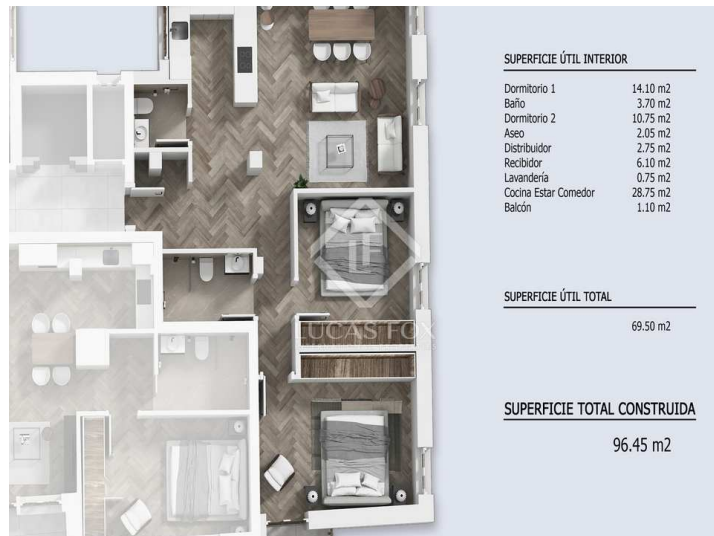 SUPERFICIE ÚTIL INTERIOR
Dormitorio 1 14.10 m2
Baño 3.70 m2
Dormitorio 2 10.75 m2
Aseo 2.05 m2
Distribuidor 2.75 m2
Recibidor 6.10 m2
Lavandería 0.75 m2
Cocina Estar Comedor 28.75 m2
Balcón 1.10 m2
LUCAS FOX
SUPERFICIE ÚTIL TOTAL
69.50 m2
SUPERFICIE TOTAL CONSTRUIDA
96.45 m2